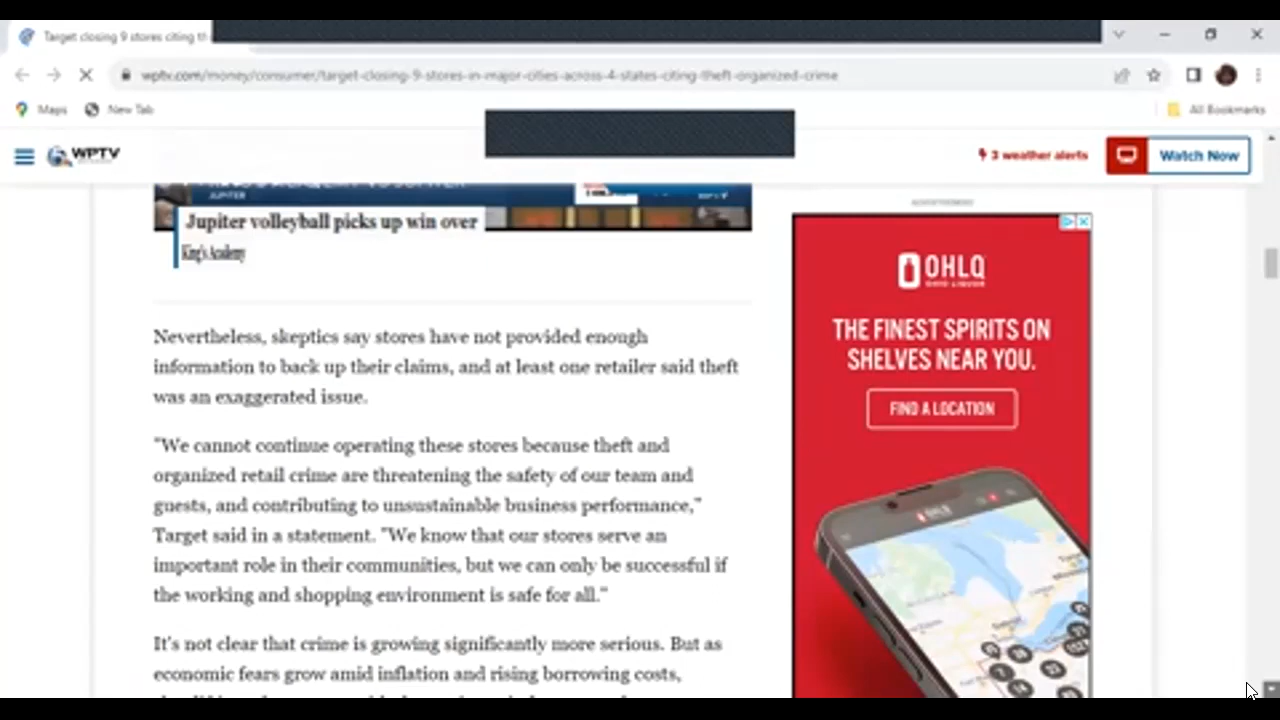 Target closing 9 stores citing th
wptv.com/money/consumer/target-closing-9-stores-in-major-cities-across-4-states-citing-theft-organized-crime
Maps
New Tab
All Bookmarks
WPTV
3 weather alerts
Watch Now
JUPITER
Jupiter volleyball picks up win over
King's Academy
Nevertheless, skeptics say stores have not provided enough
information to back up their claims, and at least one retailer said theft
was an exaggerated issue.
"We cannot continue operating these stores because theft and
organized retail crime are threatening the safety of our team and
guests, and contributing to unsustainable business performance,"
Target said in a statement. "We know that our stores serve an
important role in their communities, but we can only be successful if
the working and shopping environment is safe for all."
It's not clear that crime is growing significantly more serious. But as
economic fears grow amid inflation and rising borrowing costs,
ADVERTISEMENT
OHLQ
OHIO LIQUOR
THE FINEST SPIRITS ON
SHELVES NEAR YOU.
FIND A LOCATION
OHLQ